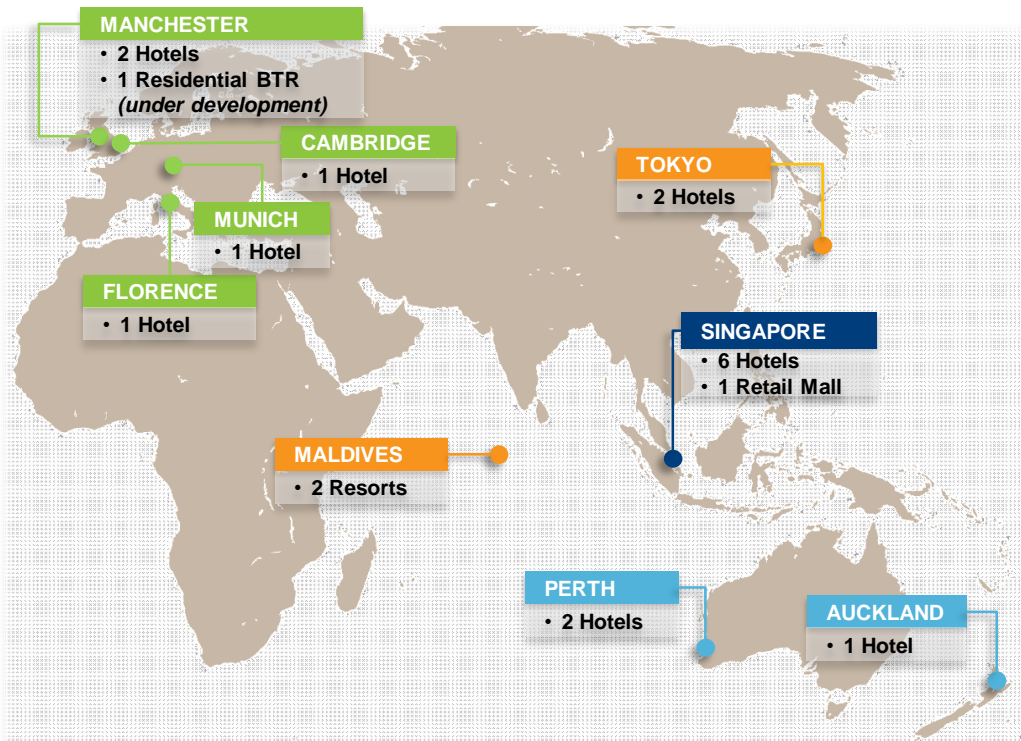 MANCHESTER
• 2 Hotels
• 1 Residential BTR
(under development)
CAMBRIDGE
• 1 Hotel
TOKYO
• 2 Hotels
MUNICH
• 1 Hotel
FLORENCE
• 1 Hotel
SINGAPORE
• 6 Hotels
• 1 Retail Mall
MALDIVES
• 2 Resorts
PERTH
• 2 Hotels
AUCKLAND
• 1 Hotel